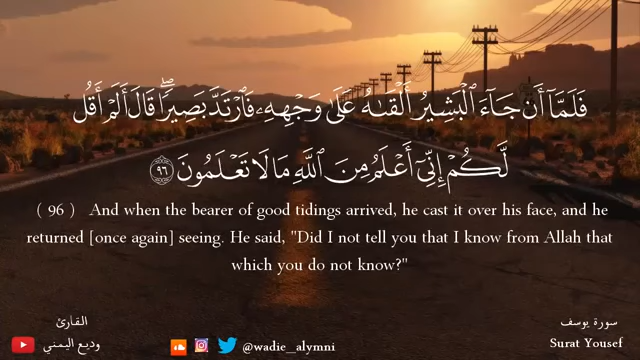 فَلَمَّآ أَن جَآءَ ٱلْبَشِيرُ أَلْقَىٰهُ عَلَىٰ وَجْهِهِۦ فَٱرْتَدَّ بَصِيرًۭا ۖ قَالَ أَلَمْ أَقُل
لَّكُمْ إِنِّىٓ أَعْلَمُ مِنَ ٱللَّهِ مَا لَا تَعْلَمُونَ ٩٦
( 96 ) And when the bearer of good tidings arrived, he cast it over his face, and he
returned [once again] seeing. He said, "Did I not tell you that I know from Allah that
which you do not know?"
القارئ
وديع اليمني
@wadie_alymni
سورة يوسف
Surat Yousef